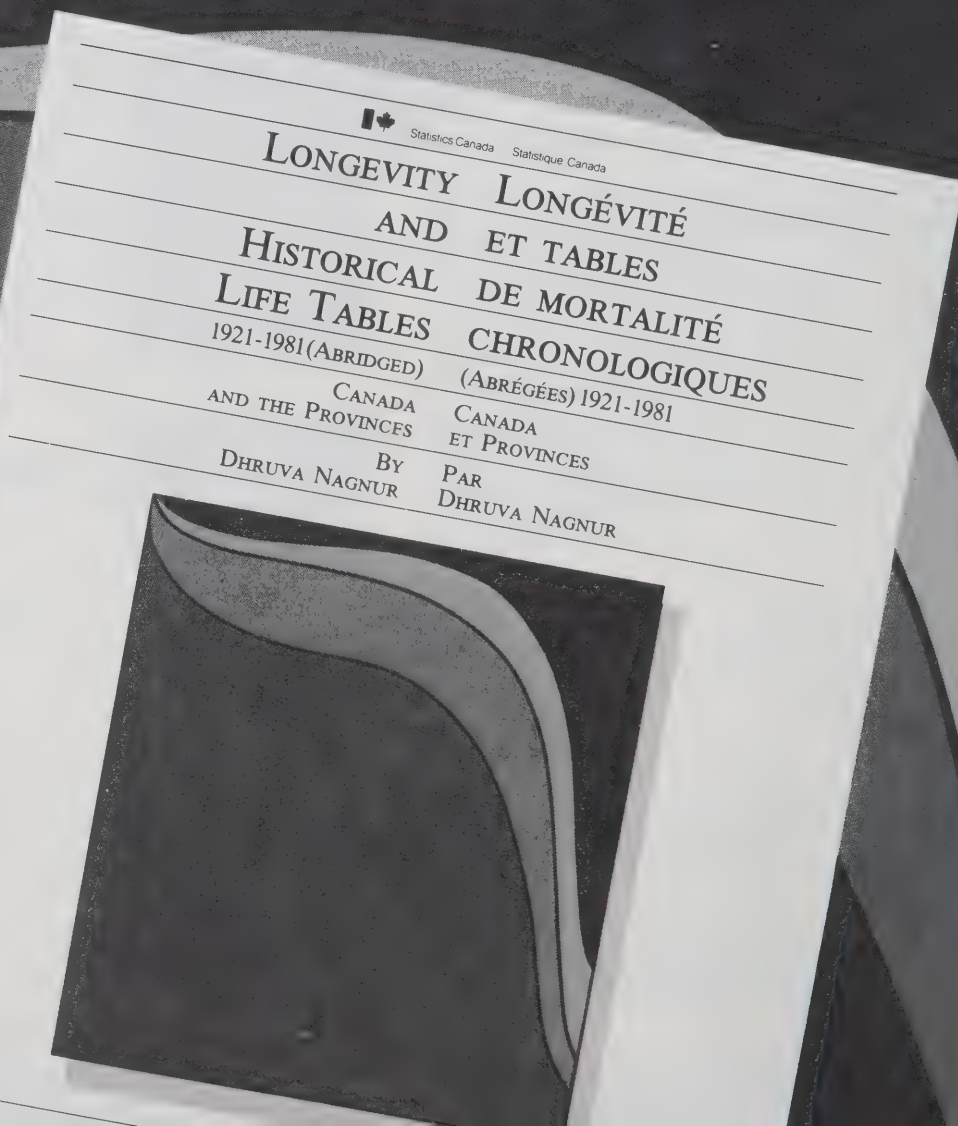 Statistics Canada Statistique Canada
LONGEVITY
AND
HISTORICAL
LIFE TABLES
1921-1981 (ABRIDGED)
CANADA
AND THE PROVINCES
BY
DHRUVA NAGNUR
LONGÉVITÉ
ET TABLES
DE MORTALITÉ
CHRONOLOGIQUES
(ABRÉGÉES) 1921-1981
CANADA
ET PROVINCES
PAR
DHRUVA NAGNUR